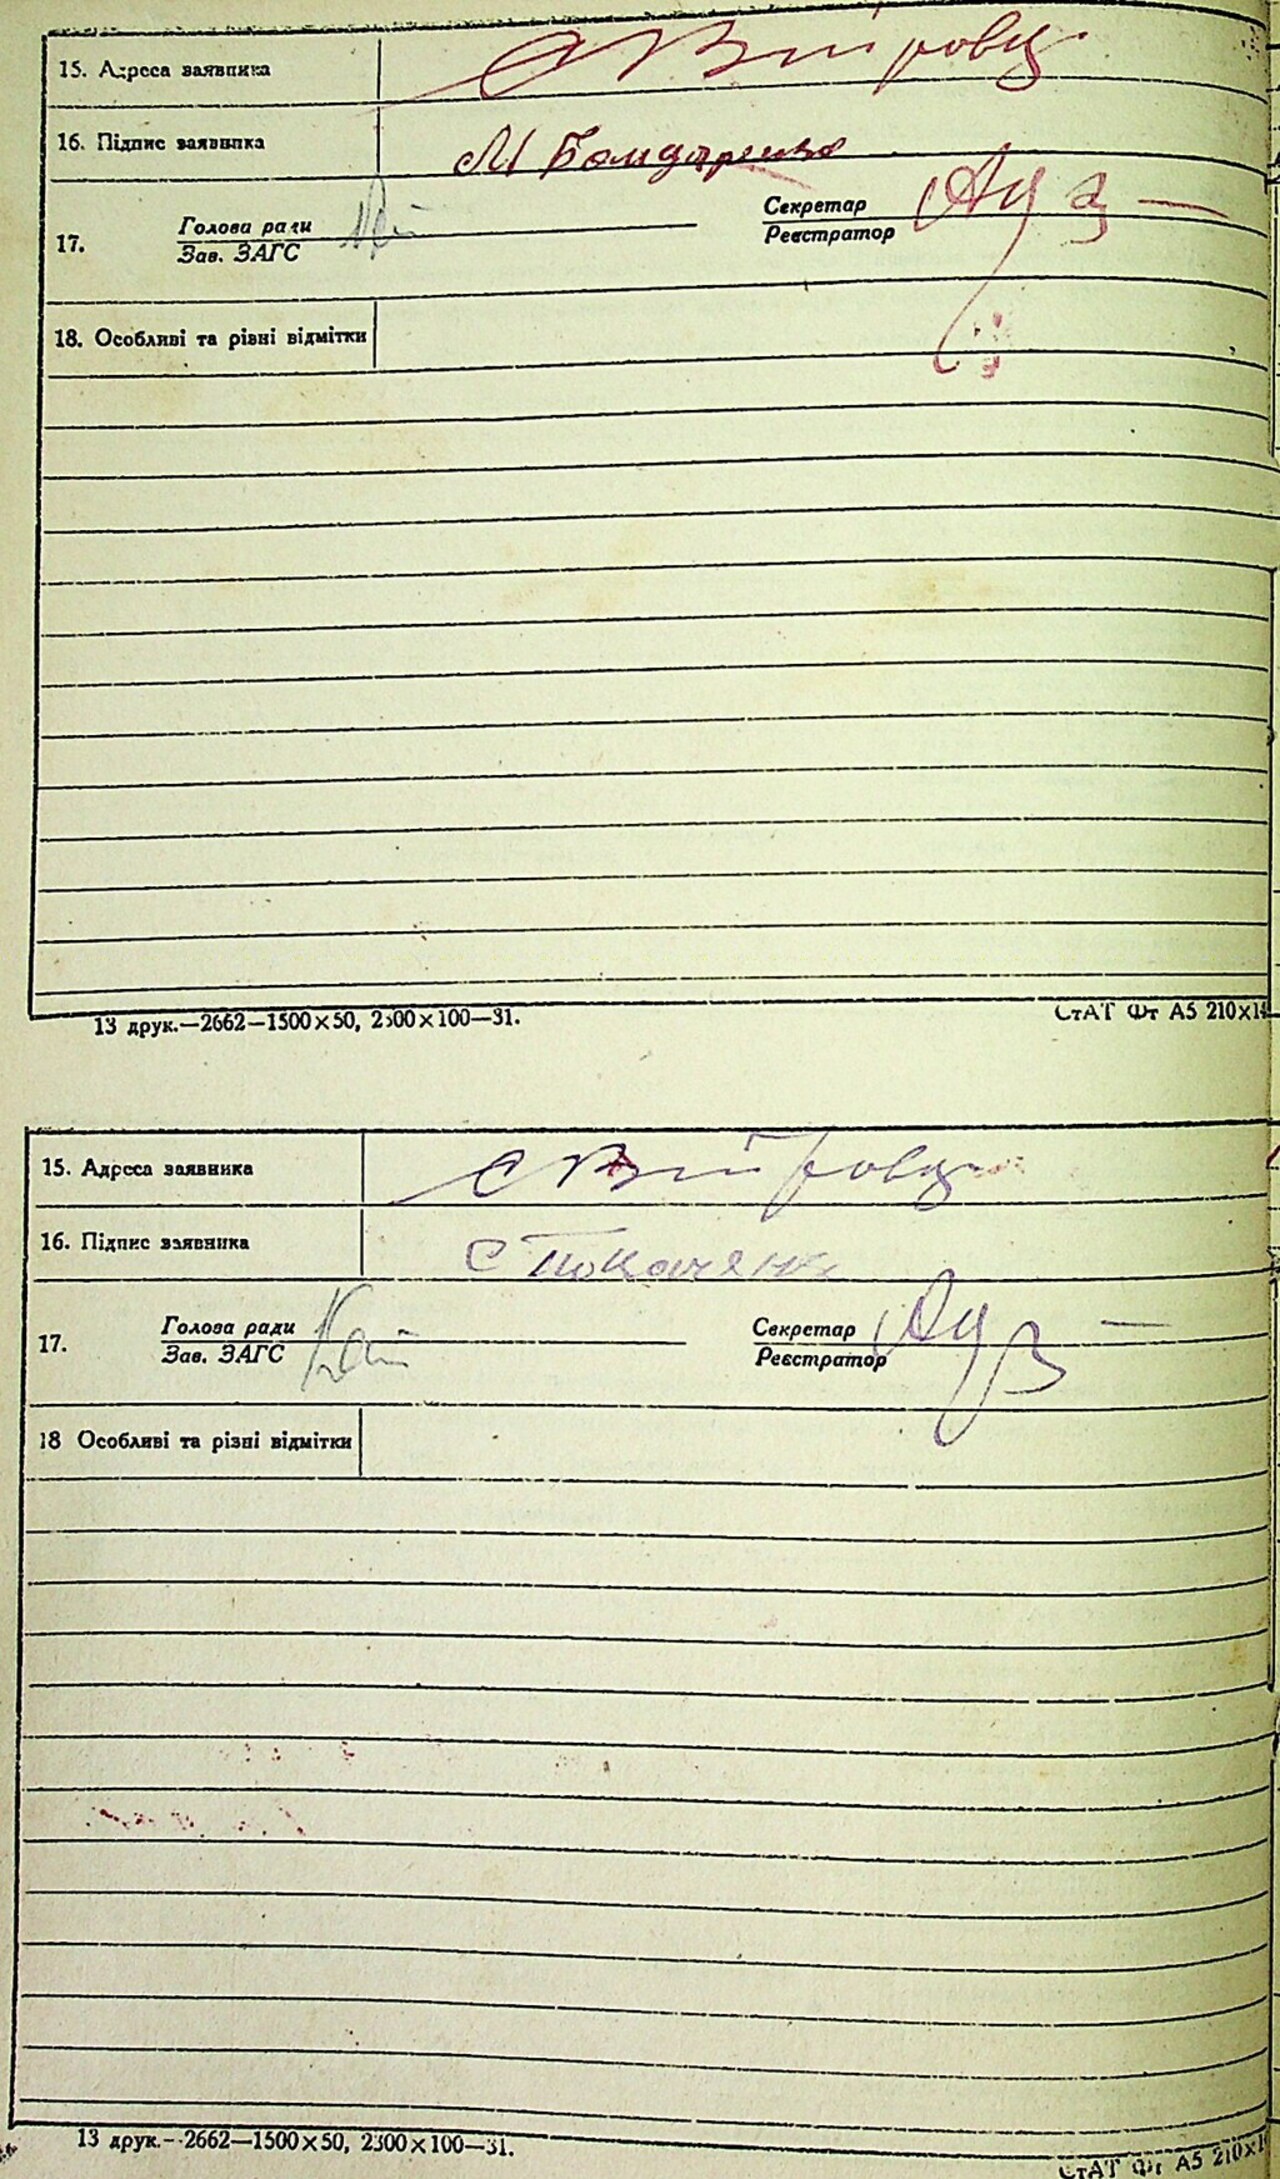 15. Адреса заявника
16. Підпис заявника М Бондаренко
17. Голова ради Секретар
Зав. ЗАГС Реєстратор
18. Особливі та різні відмітки
13 друк.—2662—1500×50, 2300×100—31. СтАТ Фт А5 210×14
15. Адреса заявника
16. Підпис заявника
17. Голова ради Секретар
Зав. ЗАГС Реєстратор
18 Особливі та різні відмітки
13 друк.—2662—1500×50, 2300×100—31. СтАТ Фт А5 210×1